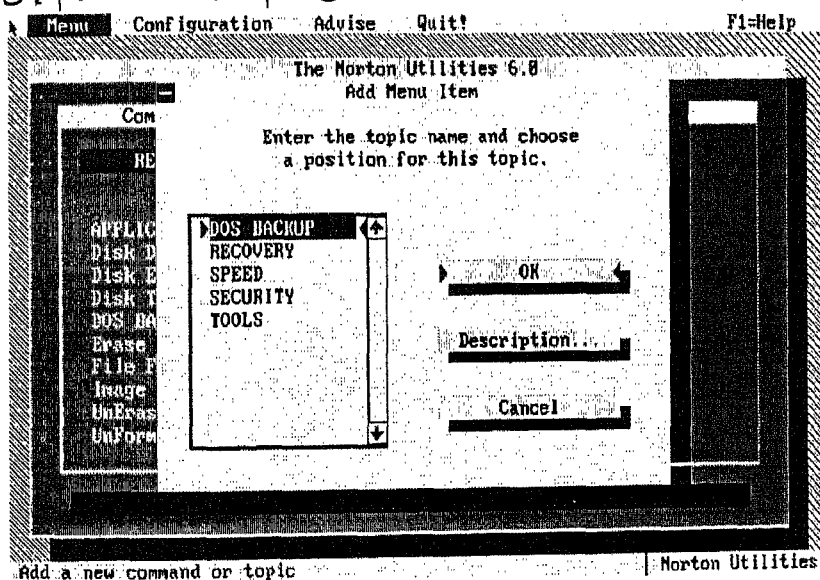 Menu Configuration Advise Quit! F1=Help
The Norton Utilities 6.0
Add Menu Item
Com
Enter the topic name and choose
a position for this topic.
RE
APPLIC
DOS BACKUP
Disk D
RECOVERY
Disk E
SPEED
OK
Disk T
SECURITY
DOS BA
TOOLS
Erase
Description...
File F
Image
Cancel
UnEras
UnForm
Add a new command or topic Norton Utilities